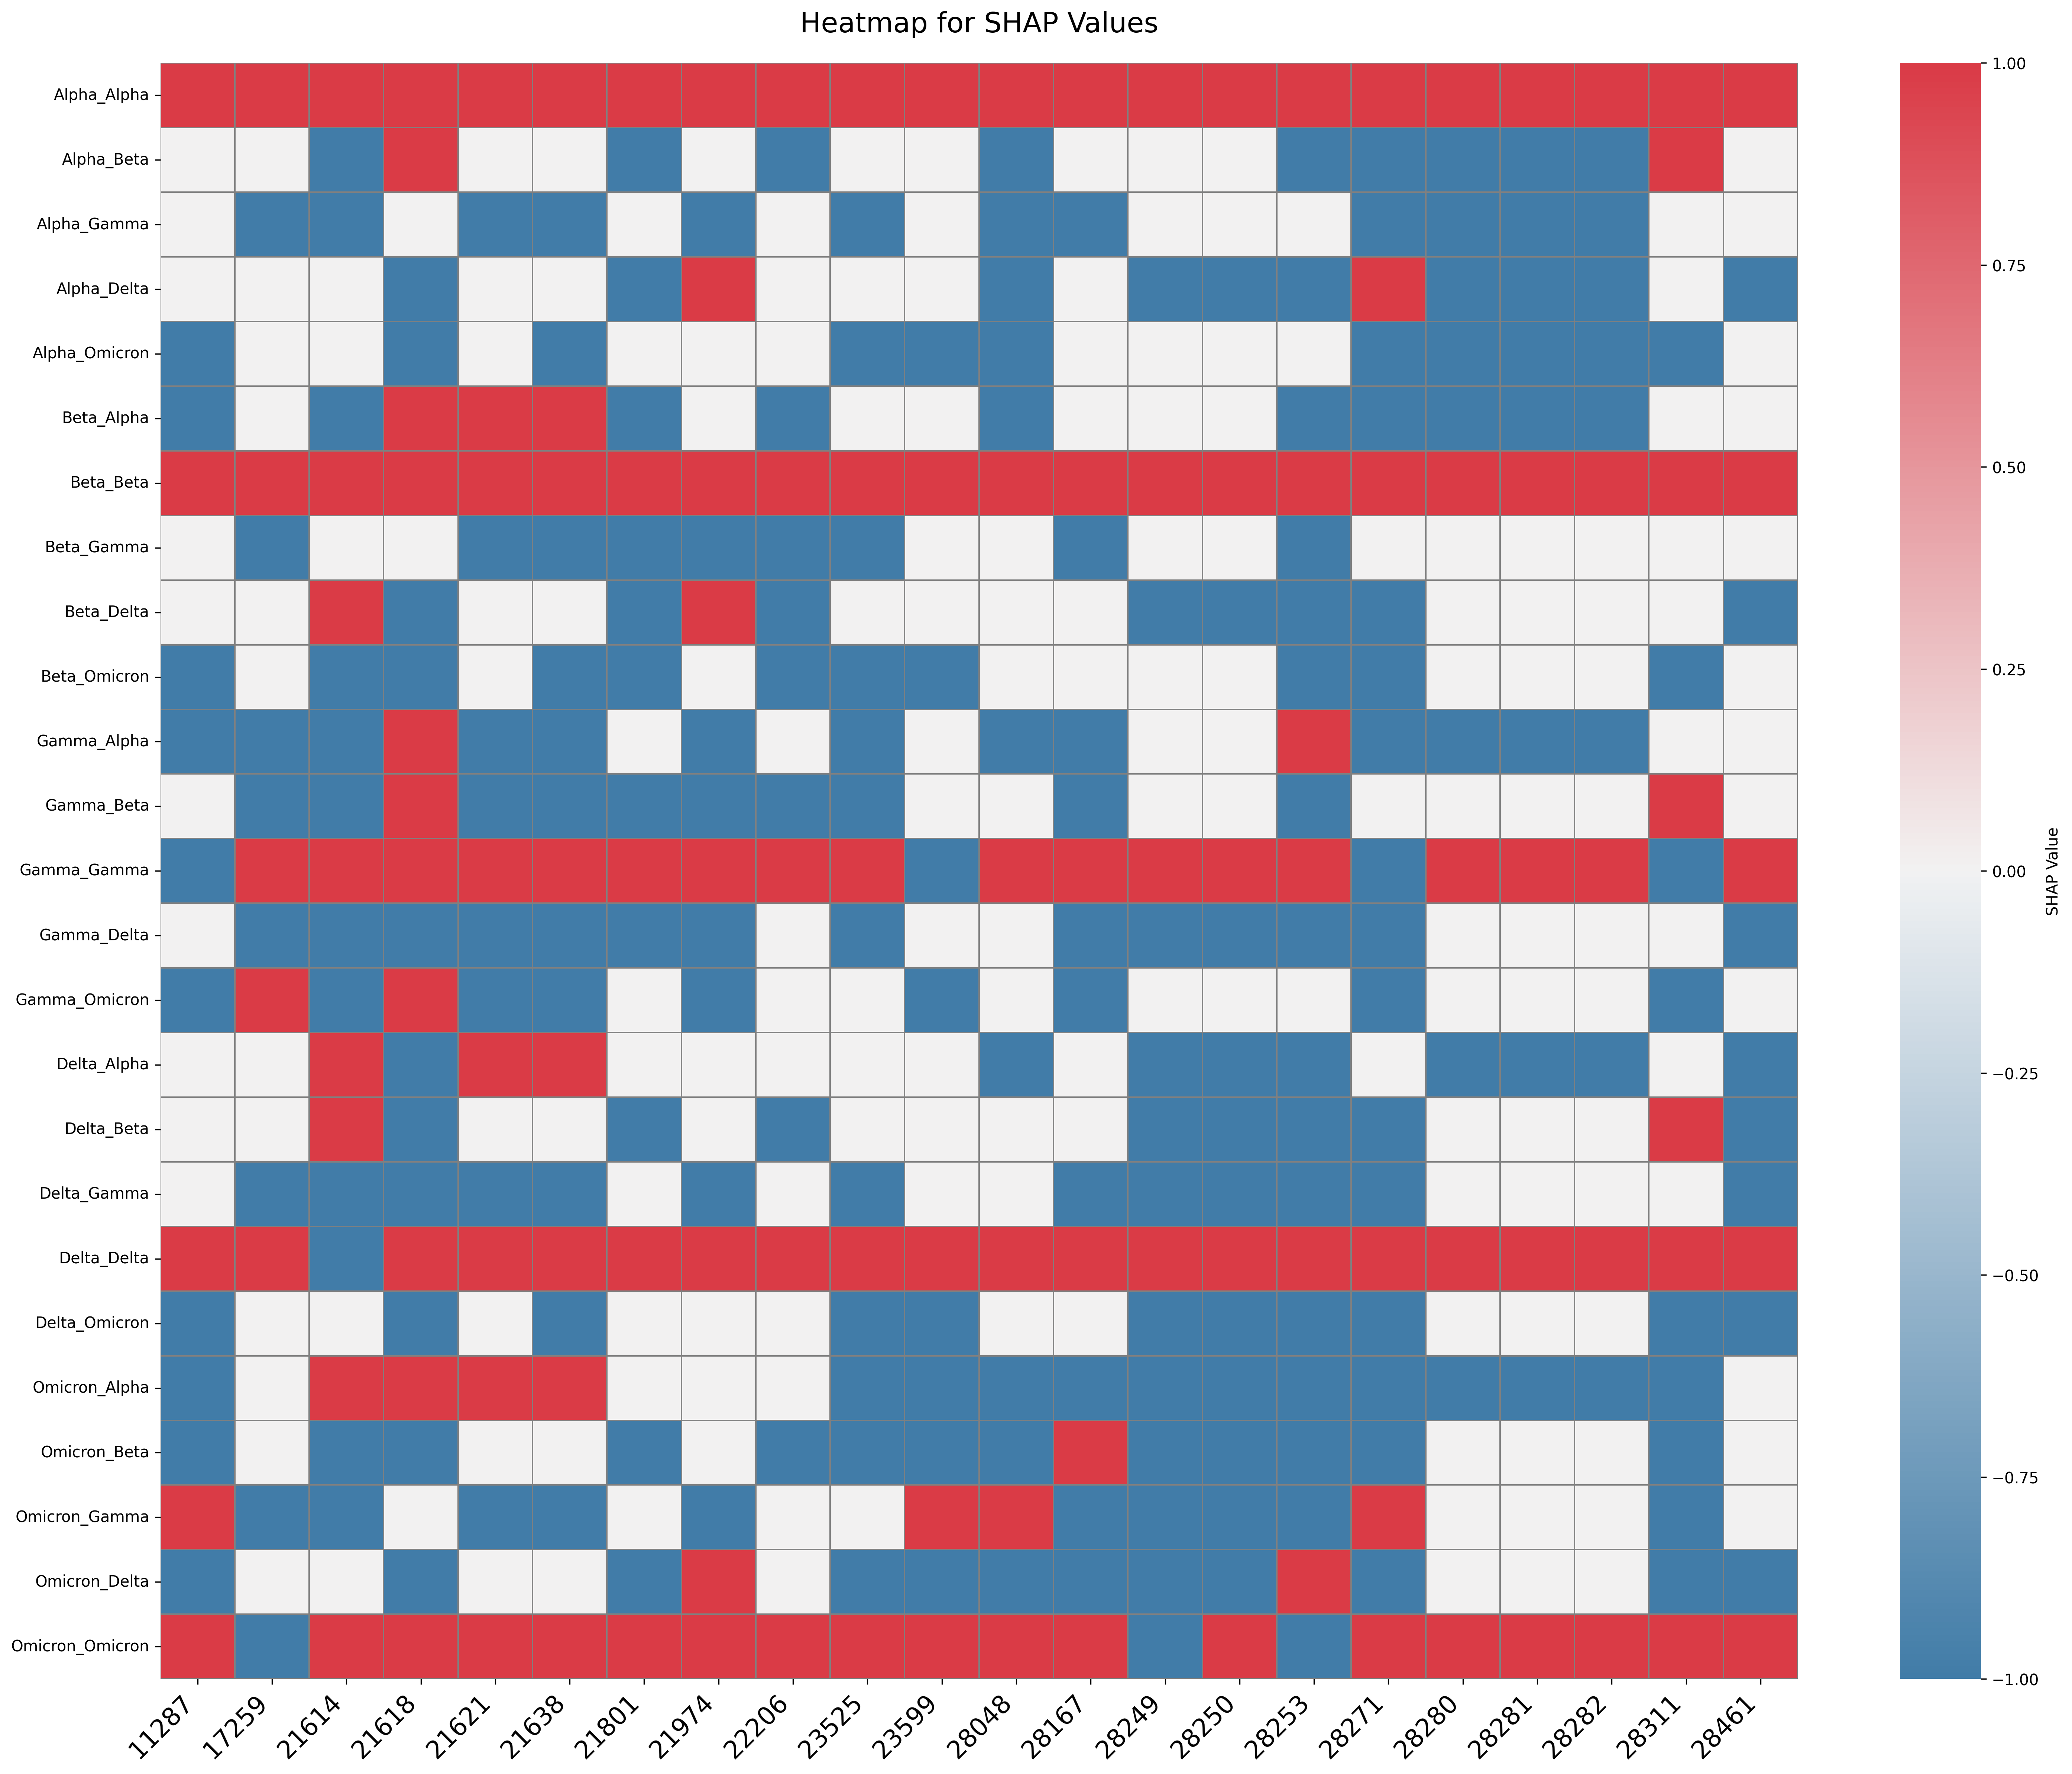 Heatmap for SHAP Values
Alpha_Alpha
Alpha_Beta
Alpha_Gamma
Alpha_Delta
Alpha_Omicron
Beta_Alpha
Beta_Beta
Beta_Gamma
Beta_Delta
Beta_Omicron
Gamma_Alpha
Gamma_Beta
Gamma_Gamma
Gamma_Delta
Gamma_Omicron
Delta_Alpha
Delta_Beta
Delta_Gamma
Delta_Delta
Delta_Omicron
Omicron_Alpha
Omicron_Beta
Omicron_Gamma
Omicron_Delta
Omicron_Omicron
11287
17259
21614
21618
21621
21638
21801
21974
22206
23525
23599
28048
28167
28249
28250
28253
28271
28280
28281
28282
28311
28461
1.00
0.75
0.50
0.25
0.00
−0.25
−0.50
−0.75
−1.00
SHAP Value